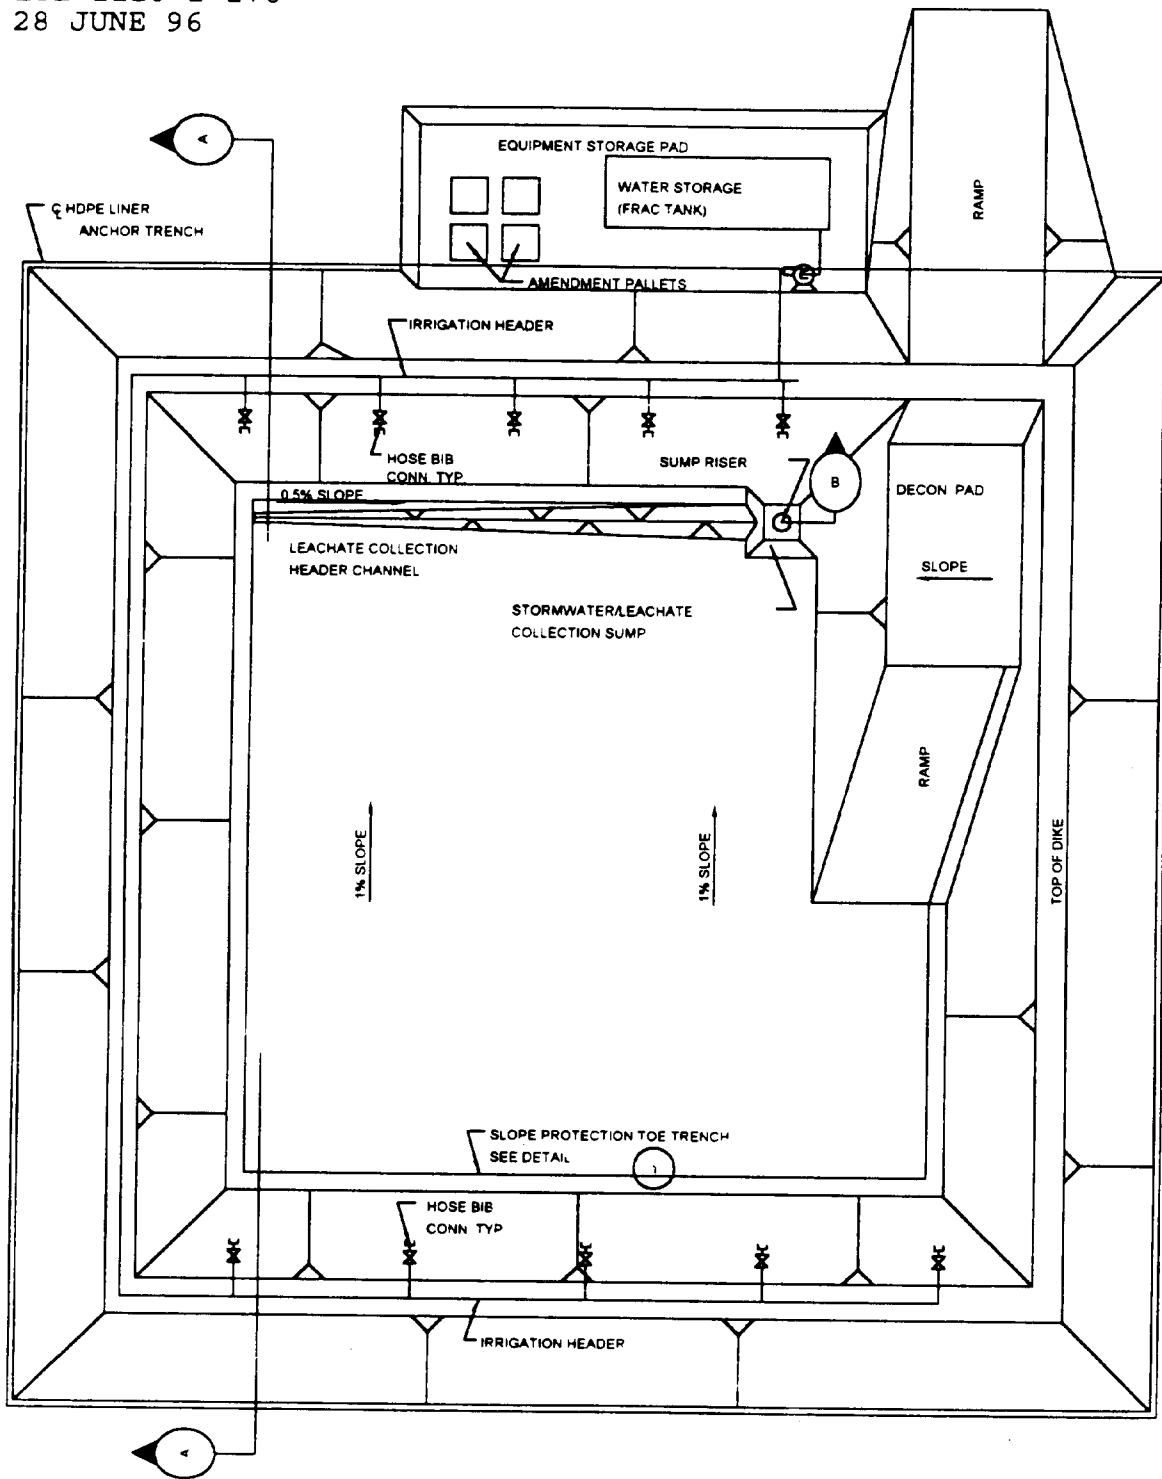 28 JUNE 96
A
EQUIPMENT STORAGE PAD
WATER STORAGE
(FRAC TANK)
RAMP
℄ HDPE LINER
ANCHOR TRENCH
AMENDMENT PALLETS
IRRIGATION HEADER
HOSE BIB
CONN. TYP
SUMP RISER
B
DECON PAD
0.5% SLOPE
LEACHATE COLLECTION
HEADER CHANNEL
SLOPE
STORMWATER/LEACHATE
COLLECTION SUMP
RAMP
1% SLOPE
1% SLOPE
TOP OF DIKE
SLOPE PROTECTION TOE TRENCH
SEE DETAIL
1
HOSE BIB
CONN TYP
IRRIGATION HEADER
A